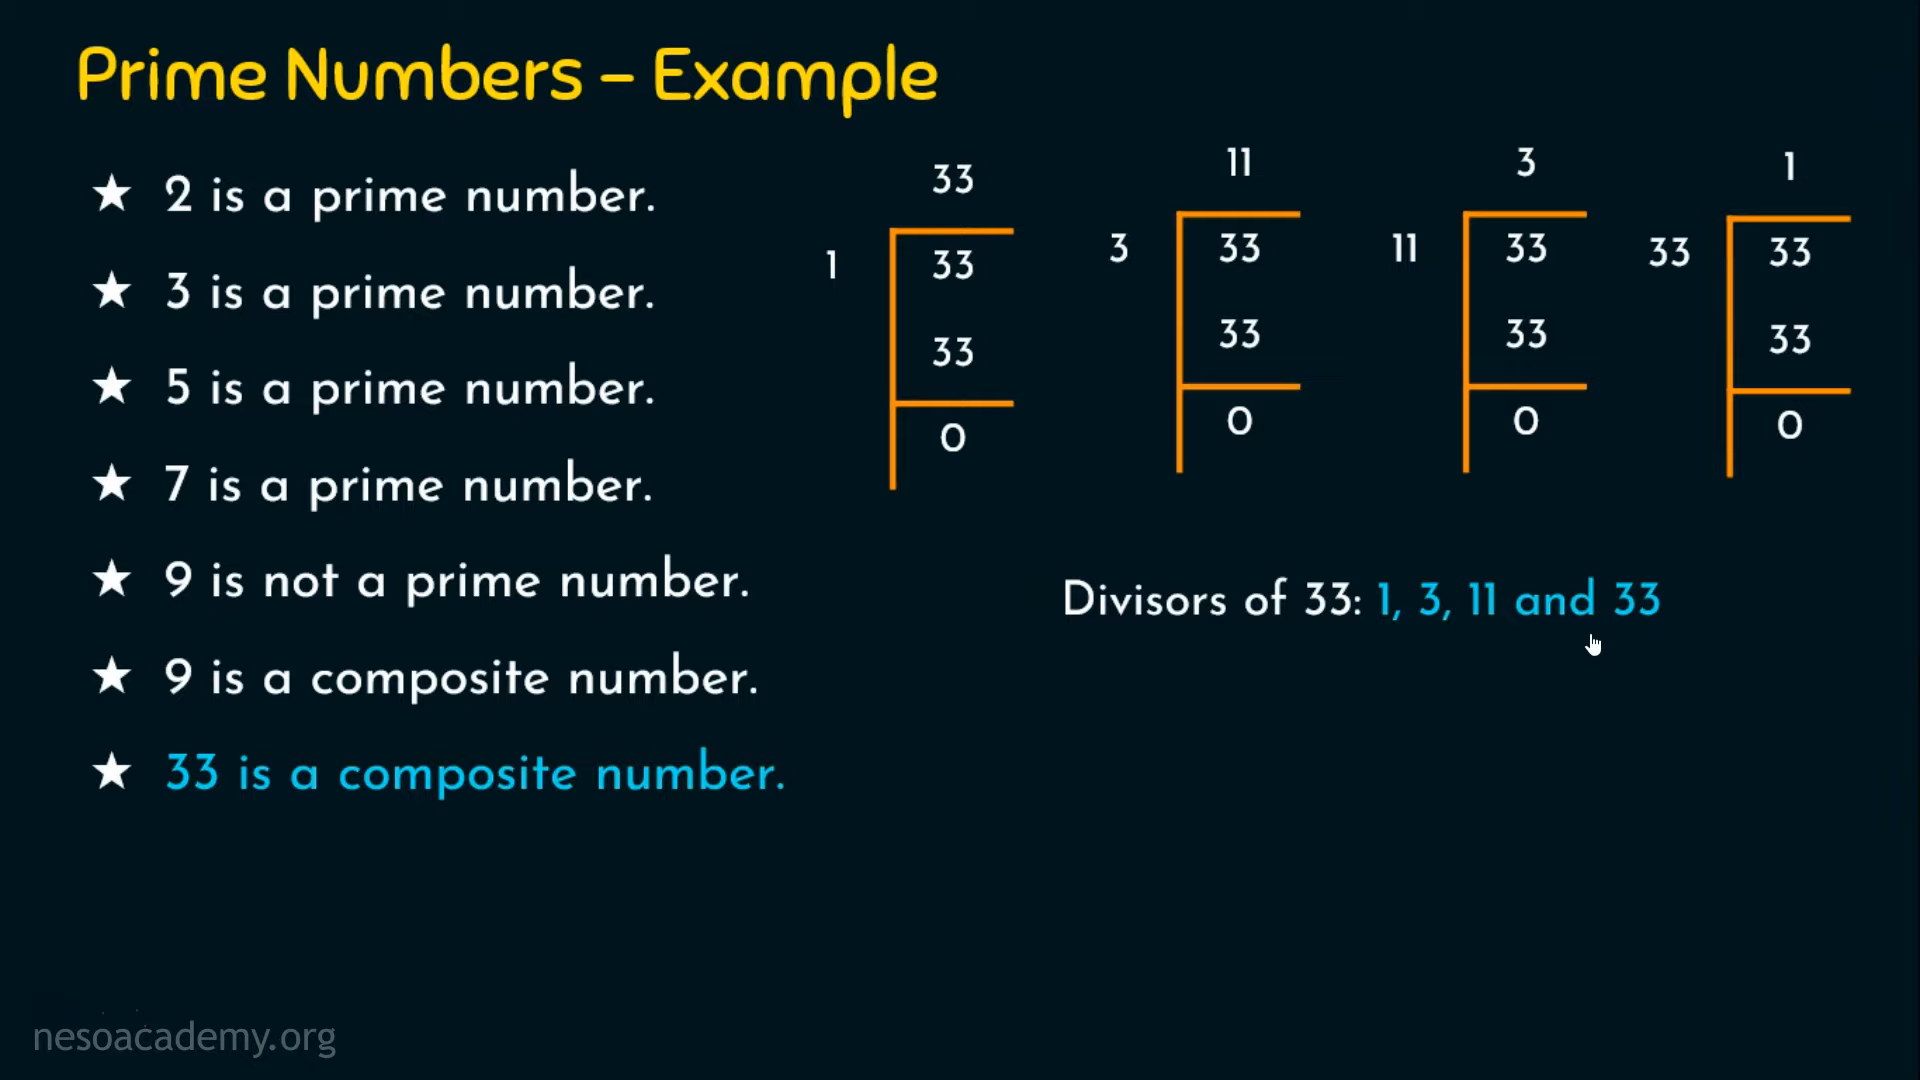 Prime Numbers – Example
★ 2 is a prime number.
★ 3 is a prime number.
★ 5 is a prime number.
★ 7 is a prime number.
★ 9 is not a prime number.
★ 9 is a composite number.
★ 33 is a composite number.
33
1 33
33
0
11
3 33
33
0
3
11 33
33
0
1
33 33
33
0
Divisors of 33: 1, 3, 11 and 33
nesoacademy.org